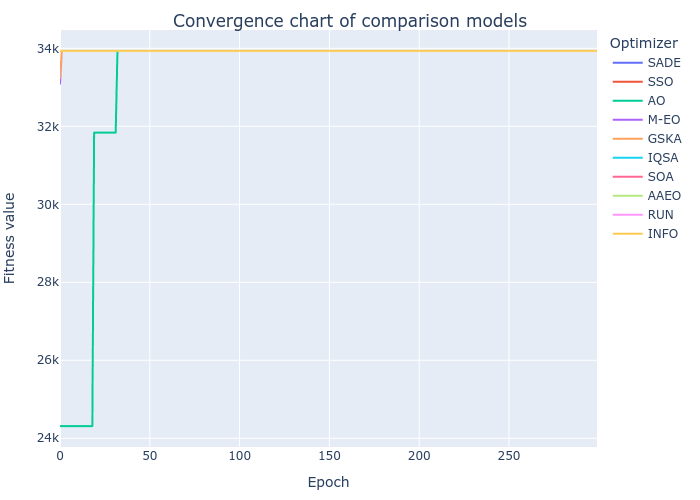 Convergence chart of comparison models
Optimizer
SADE
SSO
AO
M-EO
GSKA
IQSA
SOA
AAEO
RUN
INFO
Fitness value
34k
32k
30k
28k
26k
24k
0
50
100
150
200
250
Epoch